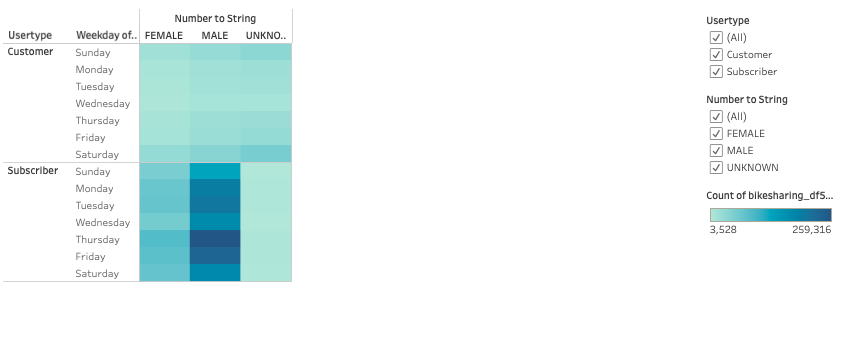 Number to String
Usertype Weekday of.. FEMALE MALE UNKNO..
Customer Sunday
Monday
Tuesday
Wednesday
Thursday
Friday
Saturday
Subscriber Sunday
Monday
Tuesday
Wednesday
Thursday
Friday
Saturday
Usertype
(All)
Customer
Subscriber
Number to String
(All)
FEMALE
MALE
UNKNOWN
Count of bikesharing_df5...
3,528 259,316